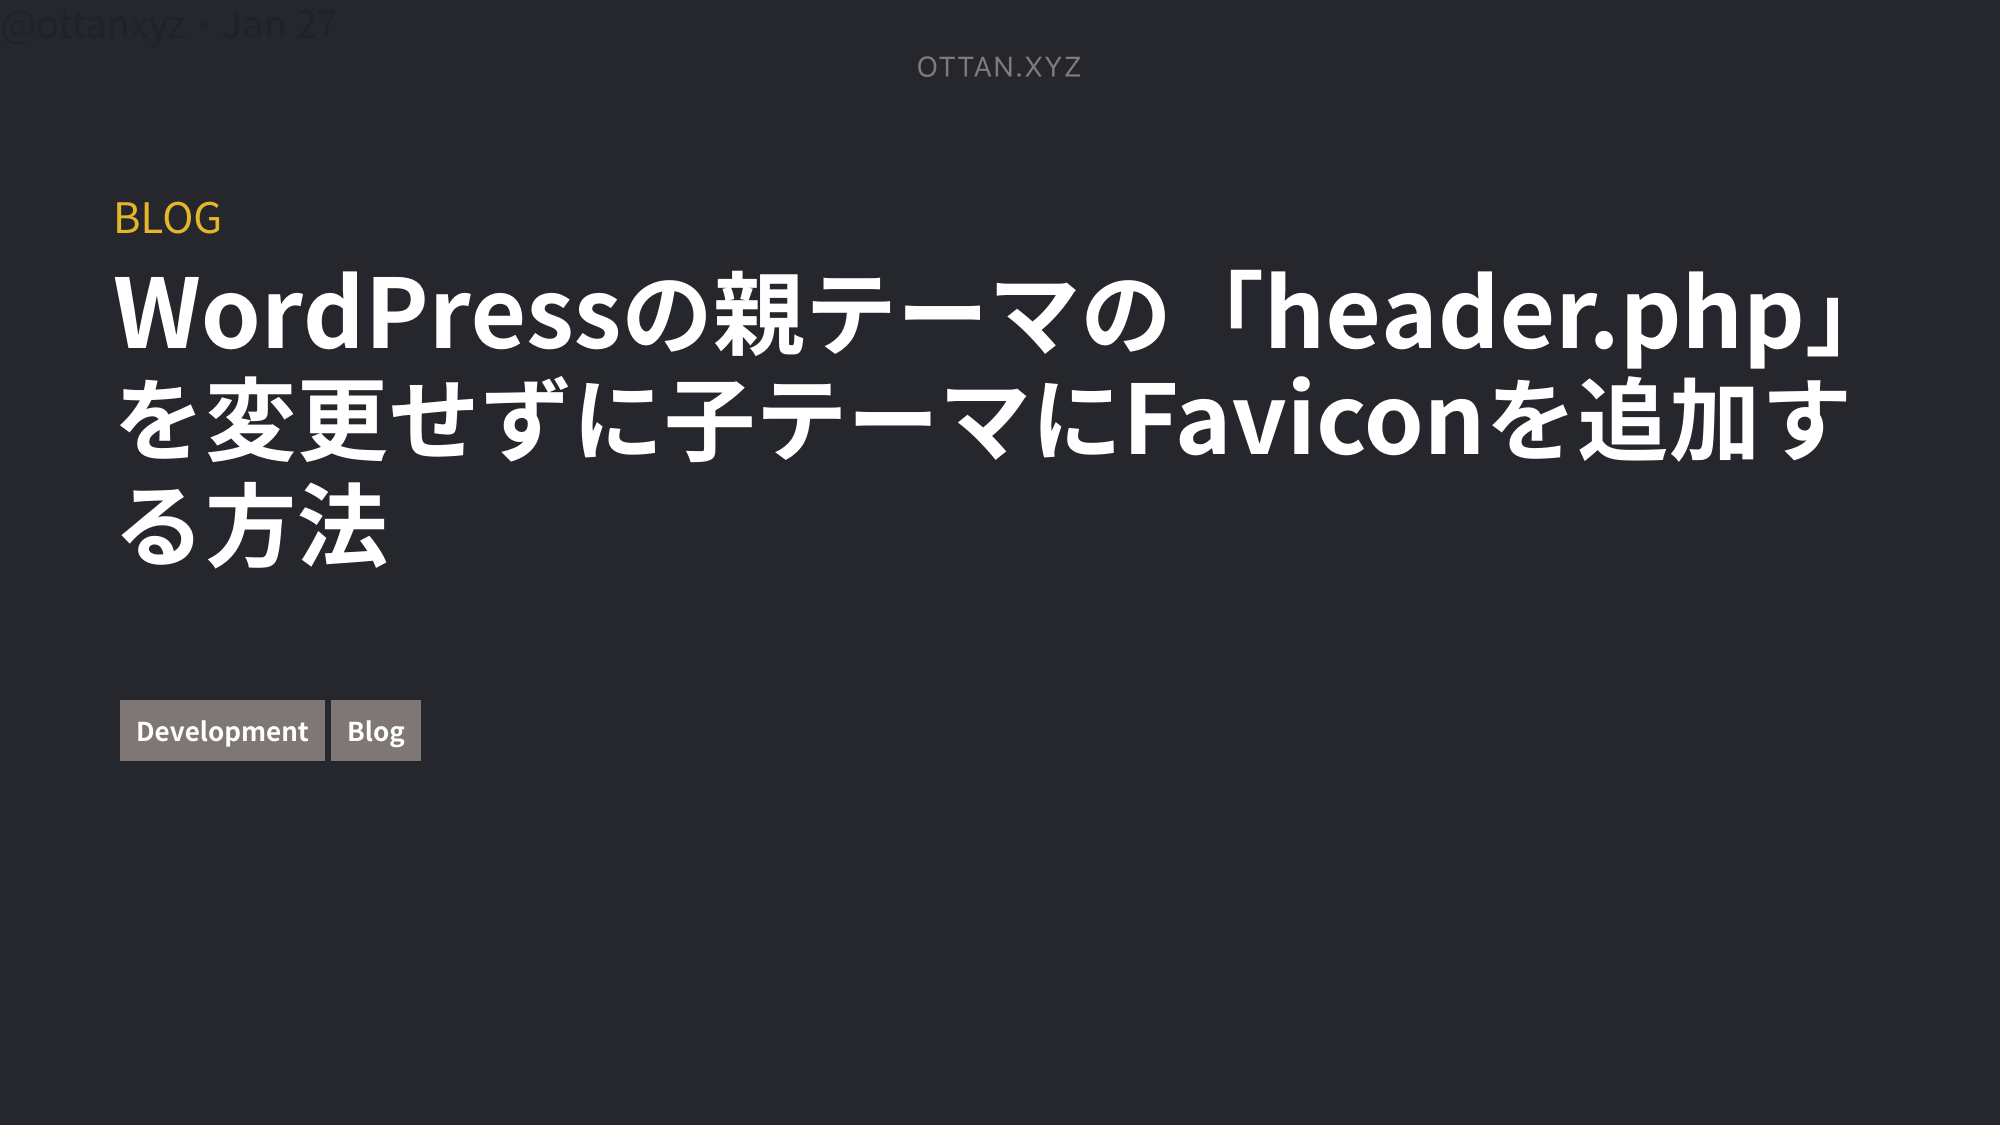 @ottanxyz・Jan 27
OTTAN.XYZ
BLOG
WordPressの親テーマの「header.php」
を変更せずに子テーマにFaviconを追加す
る方法
Development
Blog